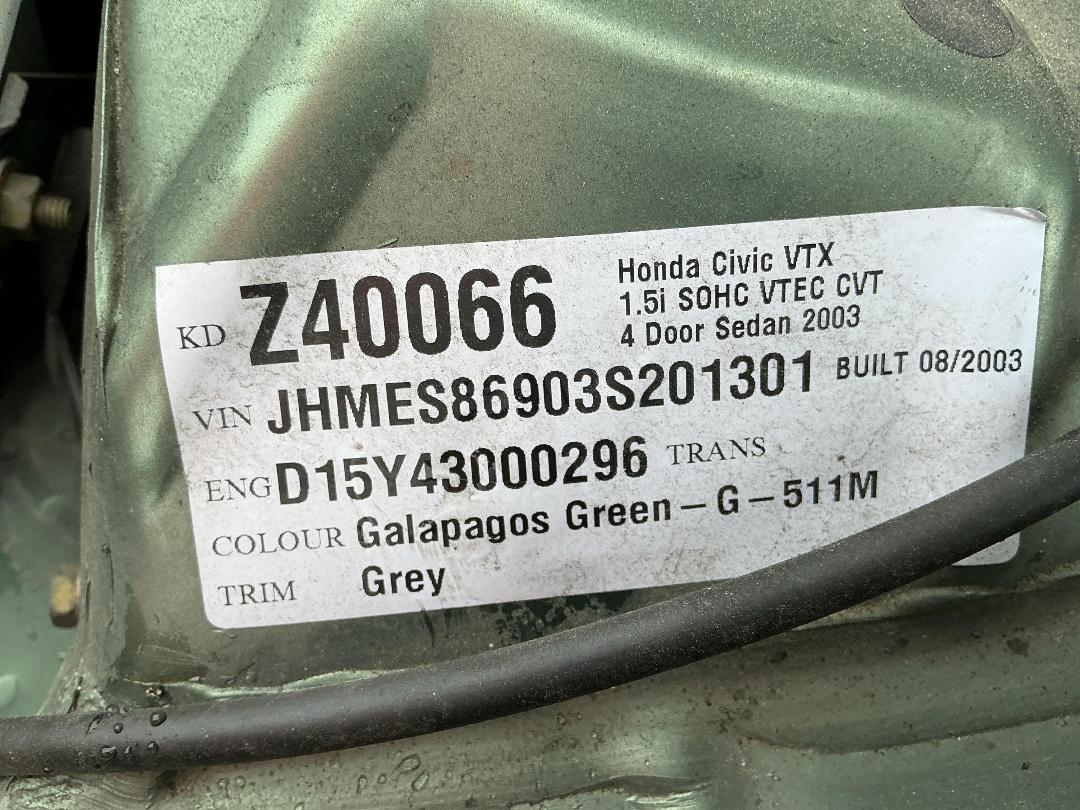 KD Z40066
Honda Civic VTX
1.5i SOHC VTEC CVT
4 Door Sedan 2003
VIN JHMES86903S201301 BUILT 08/2003
ENG D15Y43000296 TRANS
COLOUR Galapagos Green – G – 511M
TRIM Grey